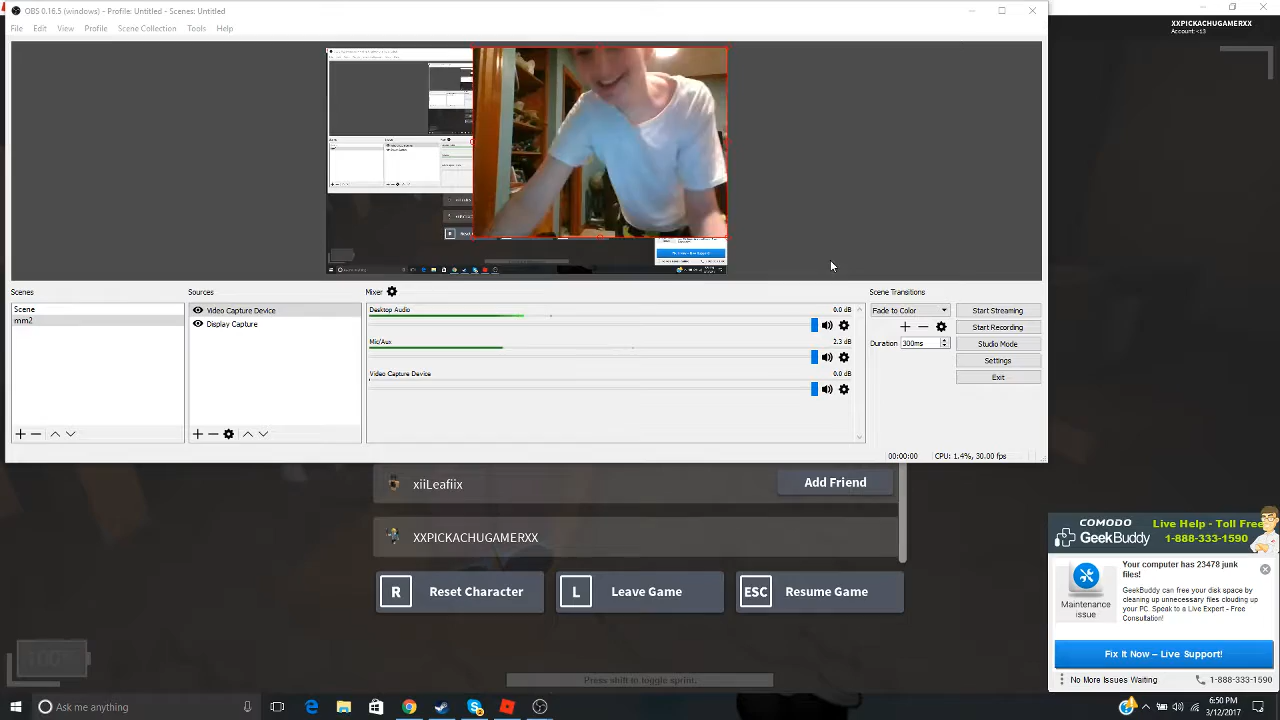 OBS 0.16.5 (windows) - Profile: Untitled - Scenes: Untitled
File Edit View Profile Scene Collection Tools Help
XXPICKACHUGAMERXX
Account: <13
Scenes
Sources
Mixer
Scene Transitions
Scene
mm2
Video Capture Device
Display Capture
Desktop Audio 0.0 dB
Mic/Aux 2.3 dB
Video Capture Device 0.0 dB
Fade to Color
Duration 300ms
Start Streaming
Start Recording
Studio Mode
Settings
Exit
00:00:00 CPU: 1.4%, 30.00 fps
xiiLeafiix
Add Friend
XXPICKACHUGAMERXX
R Reset Character
L Leave Game
ESC Resume Game
100%
Press shift to toggle sprint.
COMODO
GeekBuddy
Live Help - Toll Free
1-888-333-1590
Your computer has 23478 junk
files!
Maintenance
issue
GeekBuddy can free your disk space by
cleaning up unnecessary files clouding up
your PC. Speak to a Live Expert - Free
Consultation!
Fix It Now – Live Support!
No More Keys Waiting
1-888-333-1590
Ask me anything
6:50 PM
3/12/2017